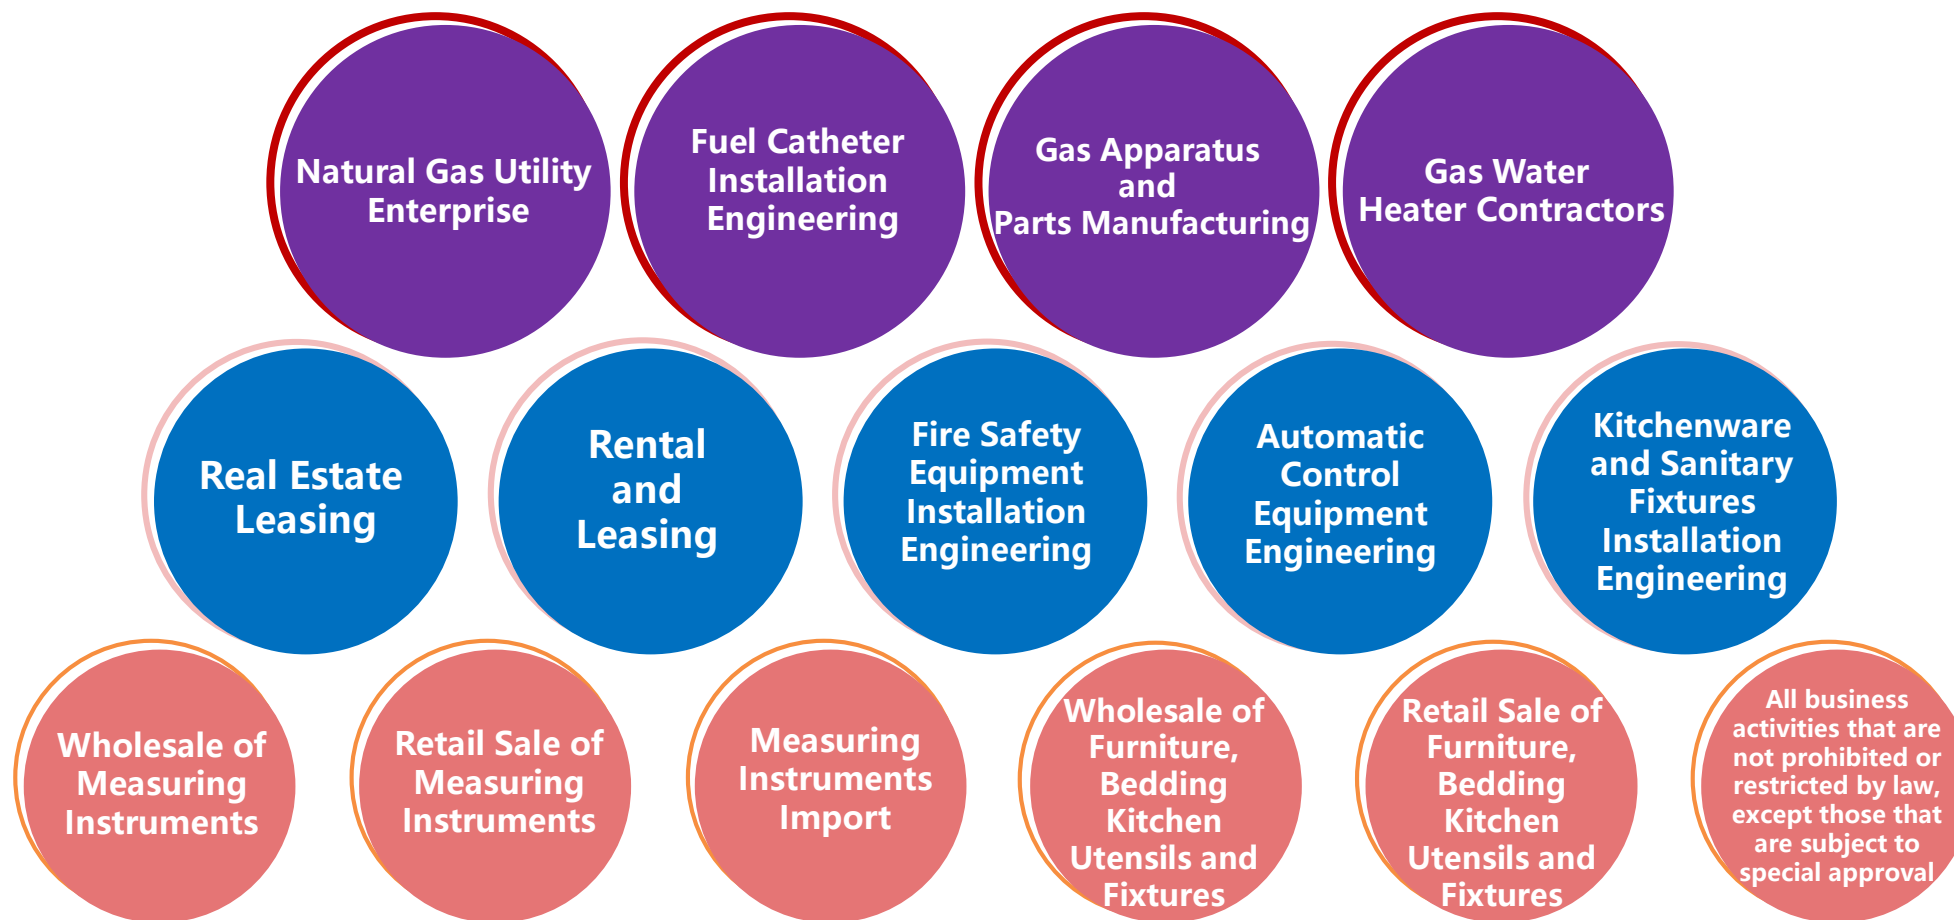 Natural Gas Utility
Enterprise
Fuel Catheter
Installation
Engineering
Gas Apparatus
and
Parts Manufacturing
Gas Water
Heater Contractors
Real Estate
Leasing
Rental
and
Leasing
Fire Safety
Equipment
Installation
Engineering
Automatic
Control
Equipment
Engineering
Kitchenware
and Sanitary
Fixtures
Installation
Engineering
Wholesale of
Measuring
Instruments
Retail Sale of
Measuring
Instruments
Measuring
Instruments
Import
Wholesale of
Furniture,
Bedding
Kitchen
Utensils and
Fixtures
Retail Sale of
Furniture,
Bedding
Kitchen
Utensils and
Fixtures
All business
activities that are
not prohibited or
restricted by law,
except those that
are subject to
special approval